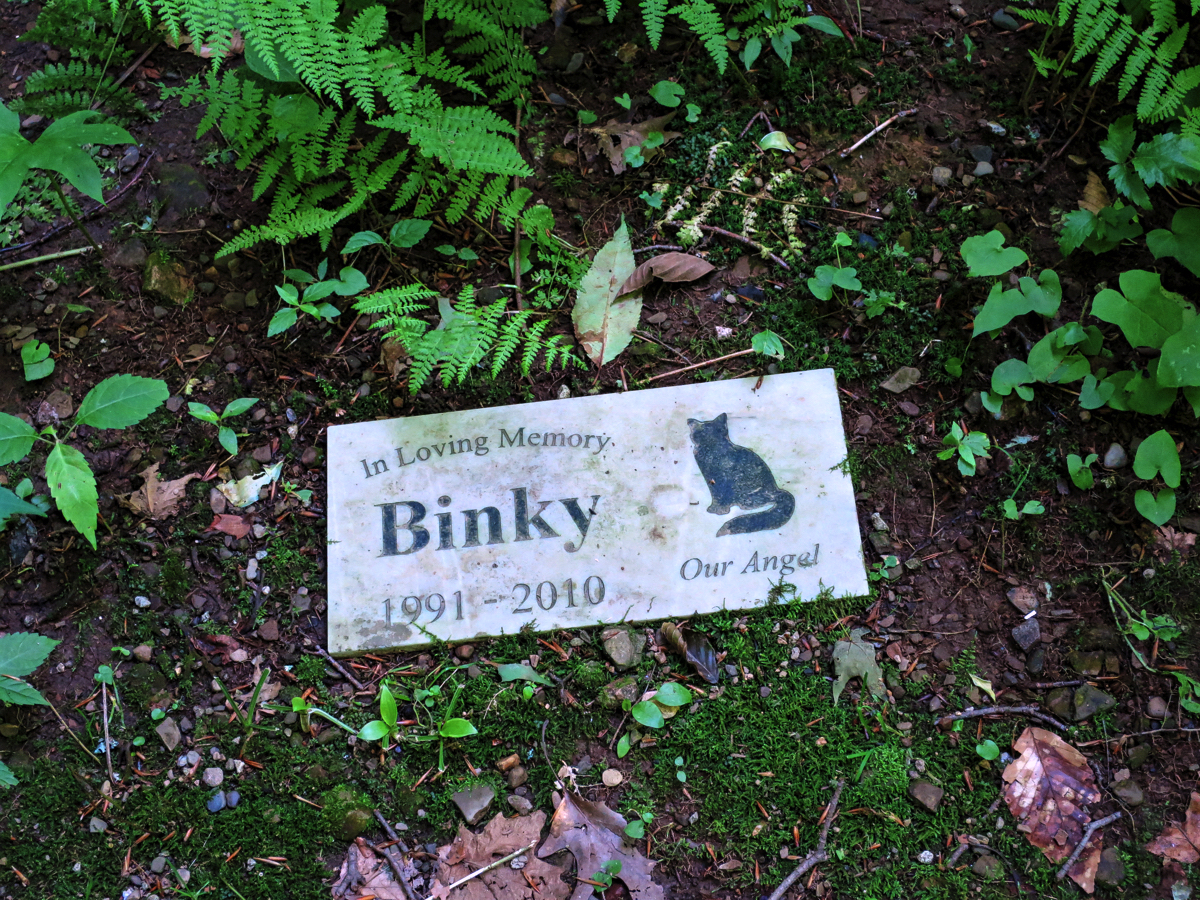 In Loving Memory
Binky
1991 - 2010
Our Angel